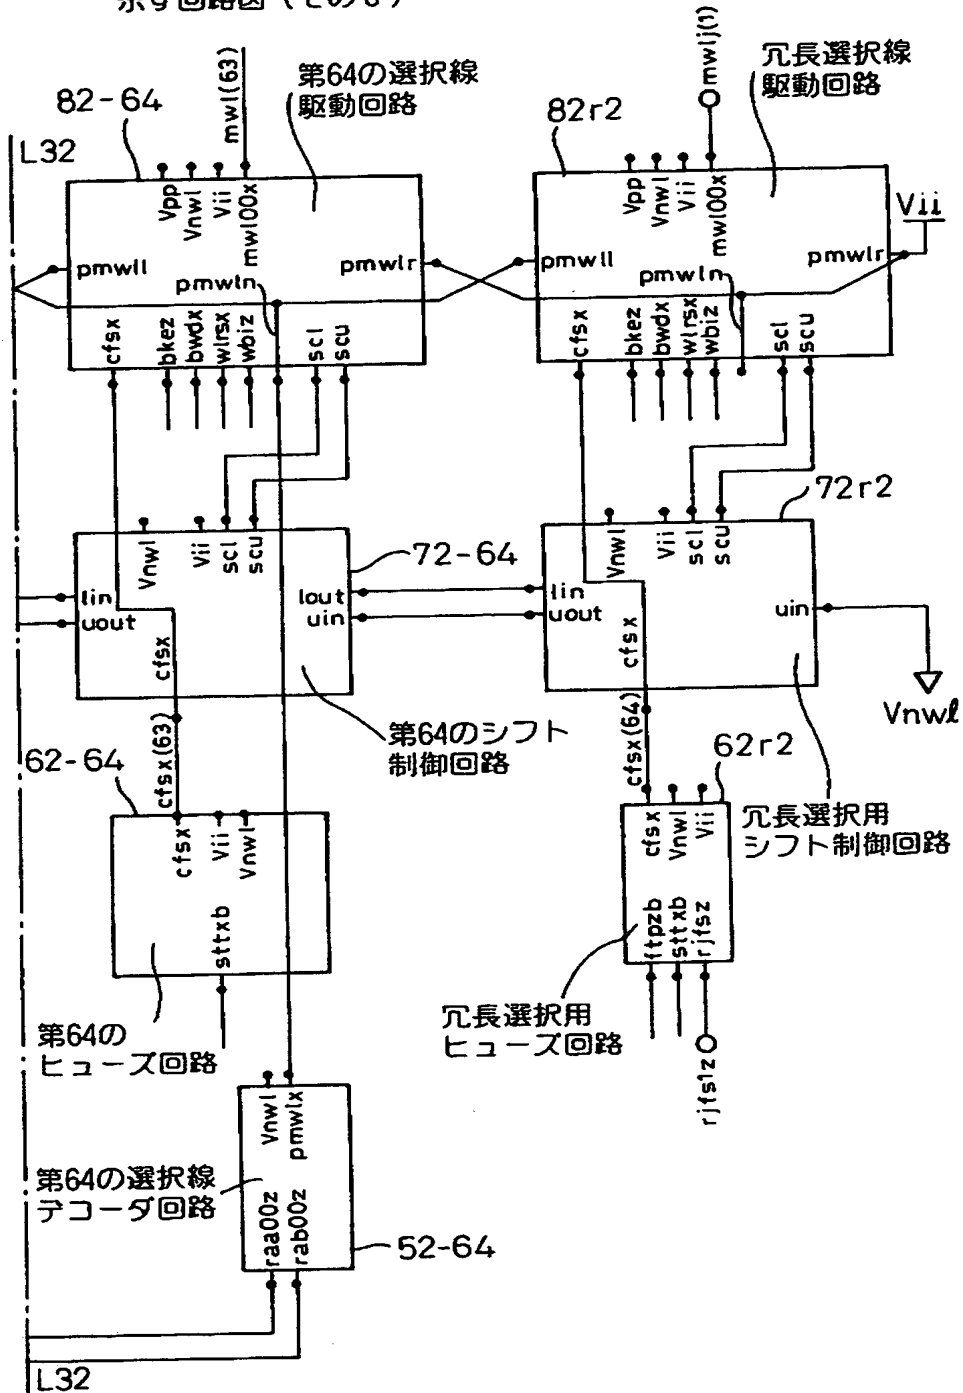 示す回路図(その
mwl(63)
第64の選択線
駆動回路
82-64
L32
Vpp
Vnwl
Vii
mwl00x
pmwll
pmwlr
pmwln
cfsx
bkez
bwdx
wlrsx
wbiz
scl
scu
mwlj(1)
冗長選択線
駆動回路
82r2
Vpp
Vnwl
Vii
mwl00x
Vii
pmwll
pmwlr
pmwln
cfsx
bkez
bwdx
wlrsx
wbiz
scl
scu
Vnwl
Vii
scl
scu
72-64
lin
uout
lout
uin
cfsx
第64のシフト
制御回路
72r2
Vnwl
Vii
scl
scu
lin
uout
uin
cfsx
Vnwl
冗長選択用
シフト制御回路
62-64
cfsx(63)
cfsx
Vii
Vnwl
sttxb
第64の
ヒューズ回路
cfsx(64)
62r2
cfsx
Vnwl
Vii
ftpzb
sttxb
rjfsz
冗長選択用
ヒューズ回路
rjfs1z
Vnwl
pmwlx
第64の選択線
デコーダ回路
raa00z
rab00z
52-64
L32